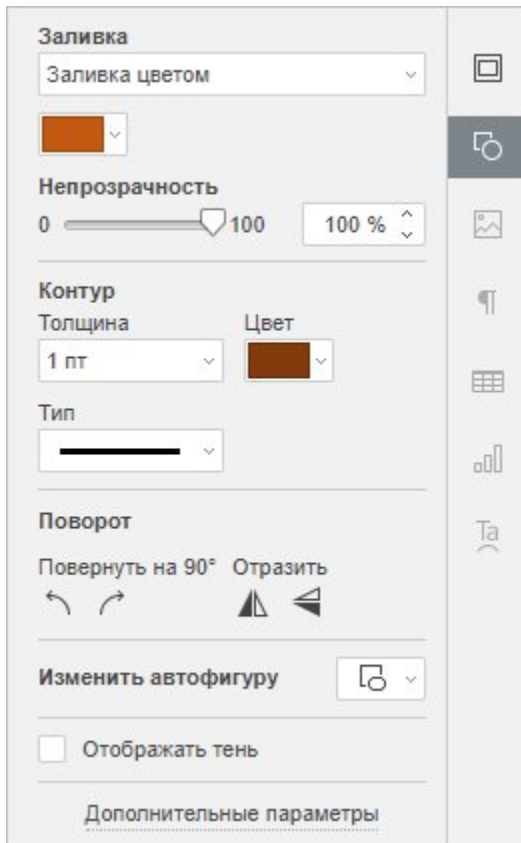 Заливка
Заливка цветом
Непрозрачность
0 100 100 %
Контур
Толщина Цвет
1 пт
Тип
Поворот
Повернуть на 90° Отразить
Изменить автофигуру
Отображать тень
Дополнительные параметры
Ta